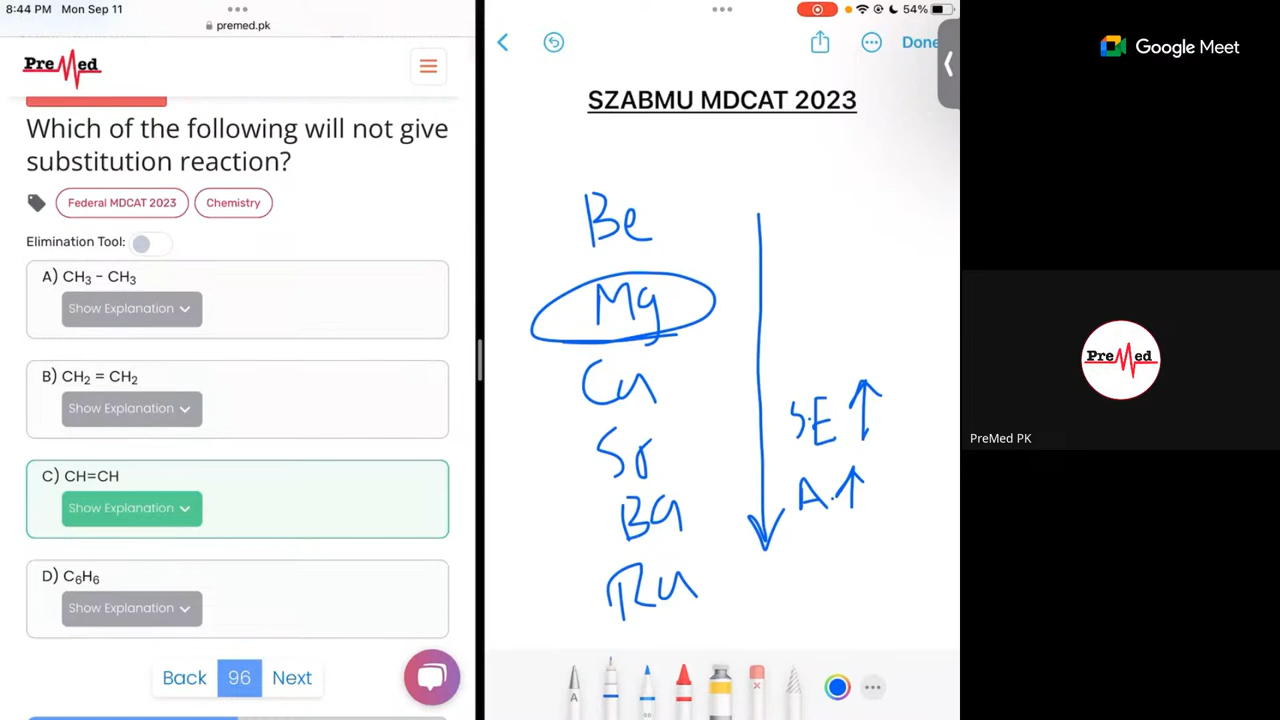 8:44 PM Mon Sep 11
premed.pk
PreMed
Which of the following will not give
substitution reaction?
Federal MDCAT 2023
Chemistry
Elimination Tool:
A) CH₃ - CH₃
Show Explanation
B) CH₂ = CH₂
Show Explanation
C) CH=CH
Show Explanation
D) C₆H₆
Show Explanation
Back 96 Next
54%
Done
SZABMU MDCAT 2023
Be
Mg
Ca
Sr
Ba
Ra
S.E ↑
A.↑
A
Google Meet
PreMed
PreMed PK